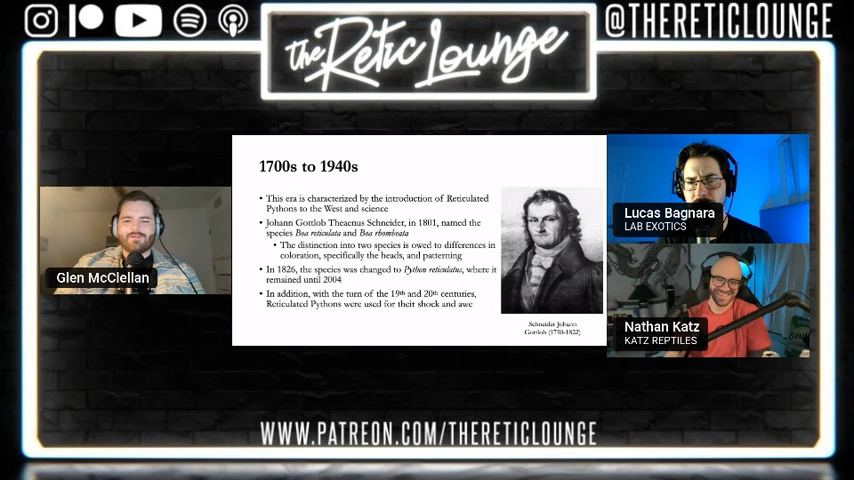 the Retic Lounge
@THERETICLOUNGE
1700s to 1940s
• This era is characterized by the introduction of Reticulated
Pythons to the West and science
• Johann Gottlob Theaenus Schneider, in 1801, named the
species Boa reticulata and Boa rhombata
• The distinction into two species is owed to differences in
coloration, specifically the heads, and patterning
• In 1826, the species was changed to Python reticulatus, where it
remained until 2004
• In addition, with the turn of the 19th and 20th centuries,
Reticulated Pythons were used for their shock and awe
Schneider Johann
Gottlob (1750-1822)
Glen McClellan
Lucas Bagnara
LAB EXOTICS
Nathan Katz
KATZ REPTILES
WWW.PATREON.COM/THERETICLOUNGE